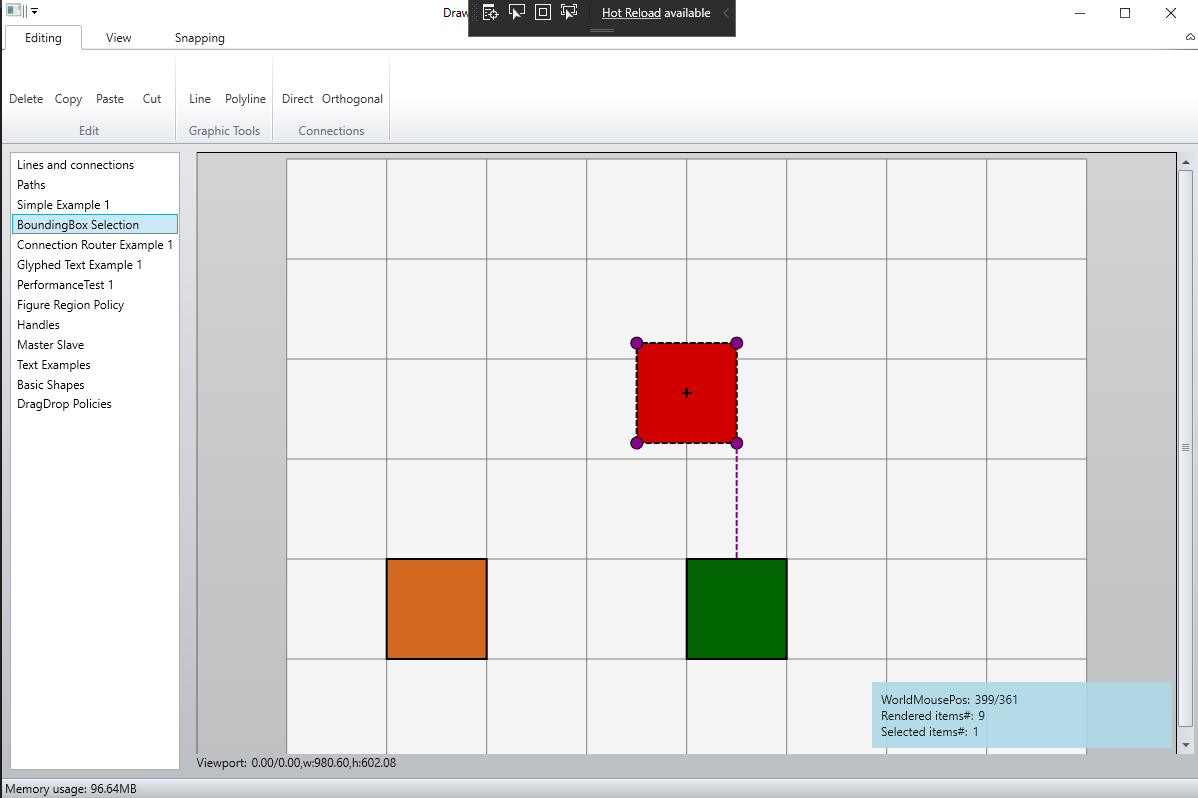 Draw
Hot Reload available
Editing View Snapping
Delete Copy Paste Cut Line Polyline Direct Orthogonal
Edit Graphic Tools Connections
Lines and connections
Paths
Simple Example 1
BoundingBox Selection
Connection Router Example 1
Glyphed Text Example 1
PerformanceTest 1
Figure Region Policy
Handles
Master Slave
Text Examples
Basic Shapes
DragDrop Policies
WorldMousePos: 399/361
Rendered items#: 9
Selected items#: 1
Viewport: 0.00/0.00,w:980.60,h:602.08
Memory usage: 96.64MB